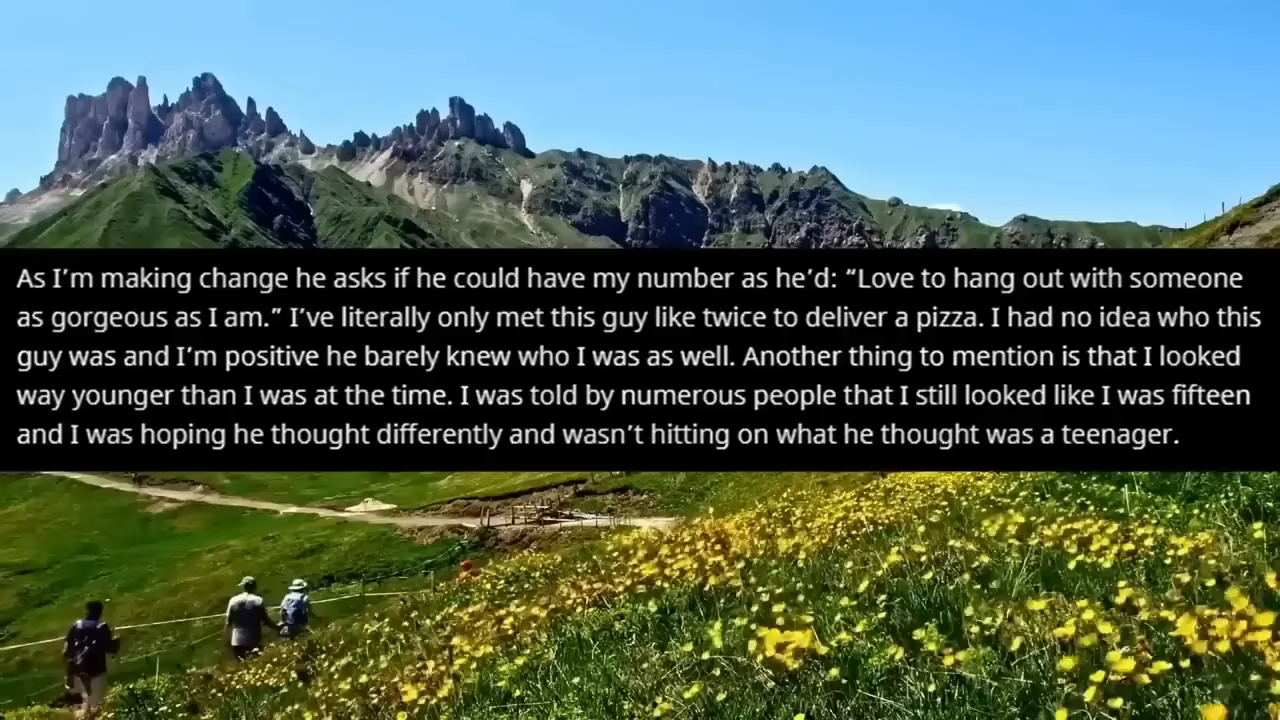 As I’m making change he asks if he could have my number as he’d: “Love to hang out with someone
as gorgeous as I am.” I’ve literally only met this guy like twice to deliver a pizza. I had no idea who this
guy was and I’m positive he barely knew who I was as well. Another thing to mention is that I looked
way younger than I was at the time. I was told by numerous people that I still looked like I was fifteen
and I was hoping he thought differently and wasn’t hitting on what he thought was a teenager.